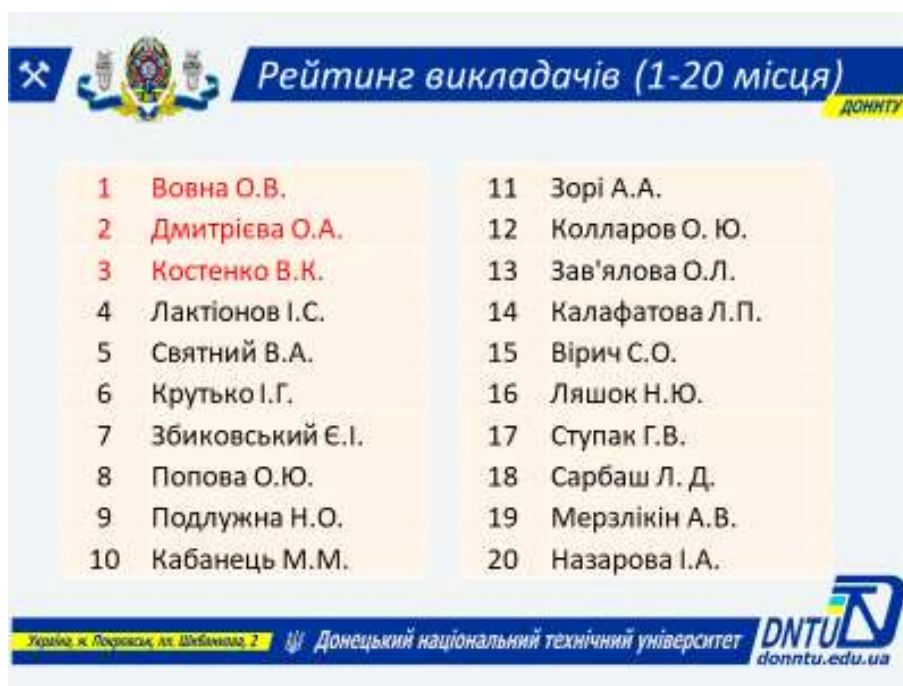 Рейтинг викладачів (1-20 місця)
ДОННТУ
1 Вовна О.В.
2 Дмитрієва О.А.
3 Костенко В.К.
4 Лактіонов І.С.
5 Святний В.А.
6 Крутько І.Г.
7 Збиковський Є.І.
8 Попова О.Ю.
9 Подлужна Н.О.
10 Кабанець М.М.
11 Зорі А.А.
12 Колларов О. Ю.
13 Зав'ялова О.Л.
14 Калафатова Л.П.
15 Вірич С.О.
16 Ляшок Н.Ю.
17 Ступак Г.В.
18 Сарбаш Л. Д.
19 Мерзлікін А.В.
20 Назарова І.А.
Україна, м. Покровськ, пл. Шибанкова, 2
Донецький національний технічний університет
DNTU
donntu.edu.ua